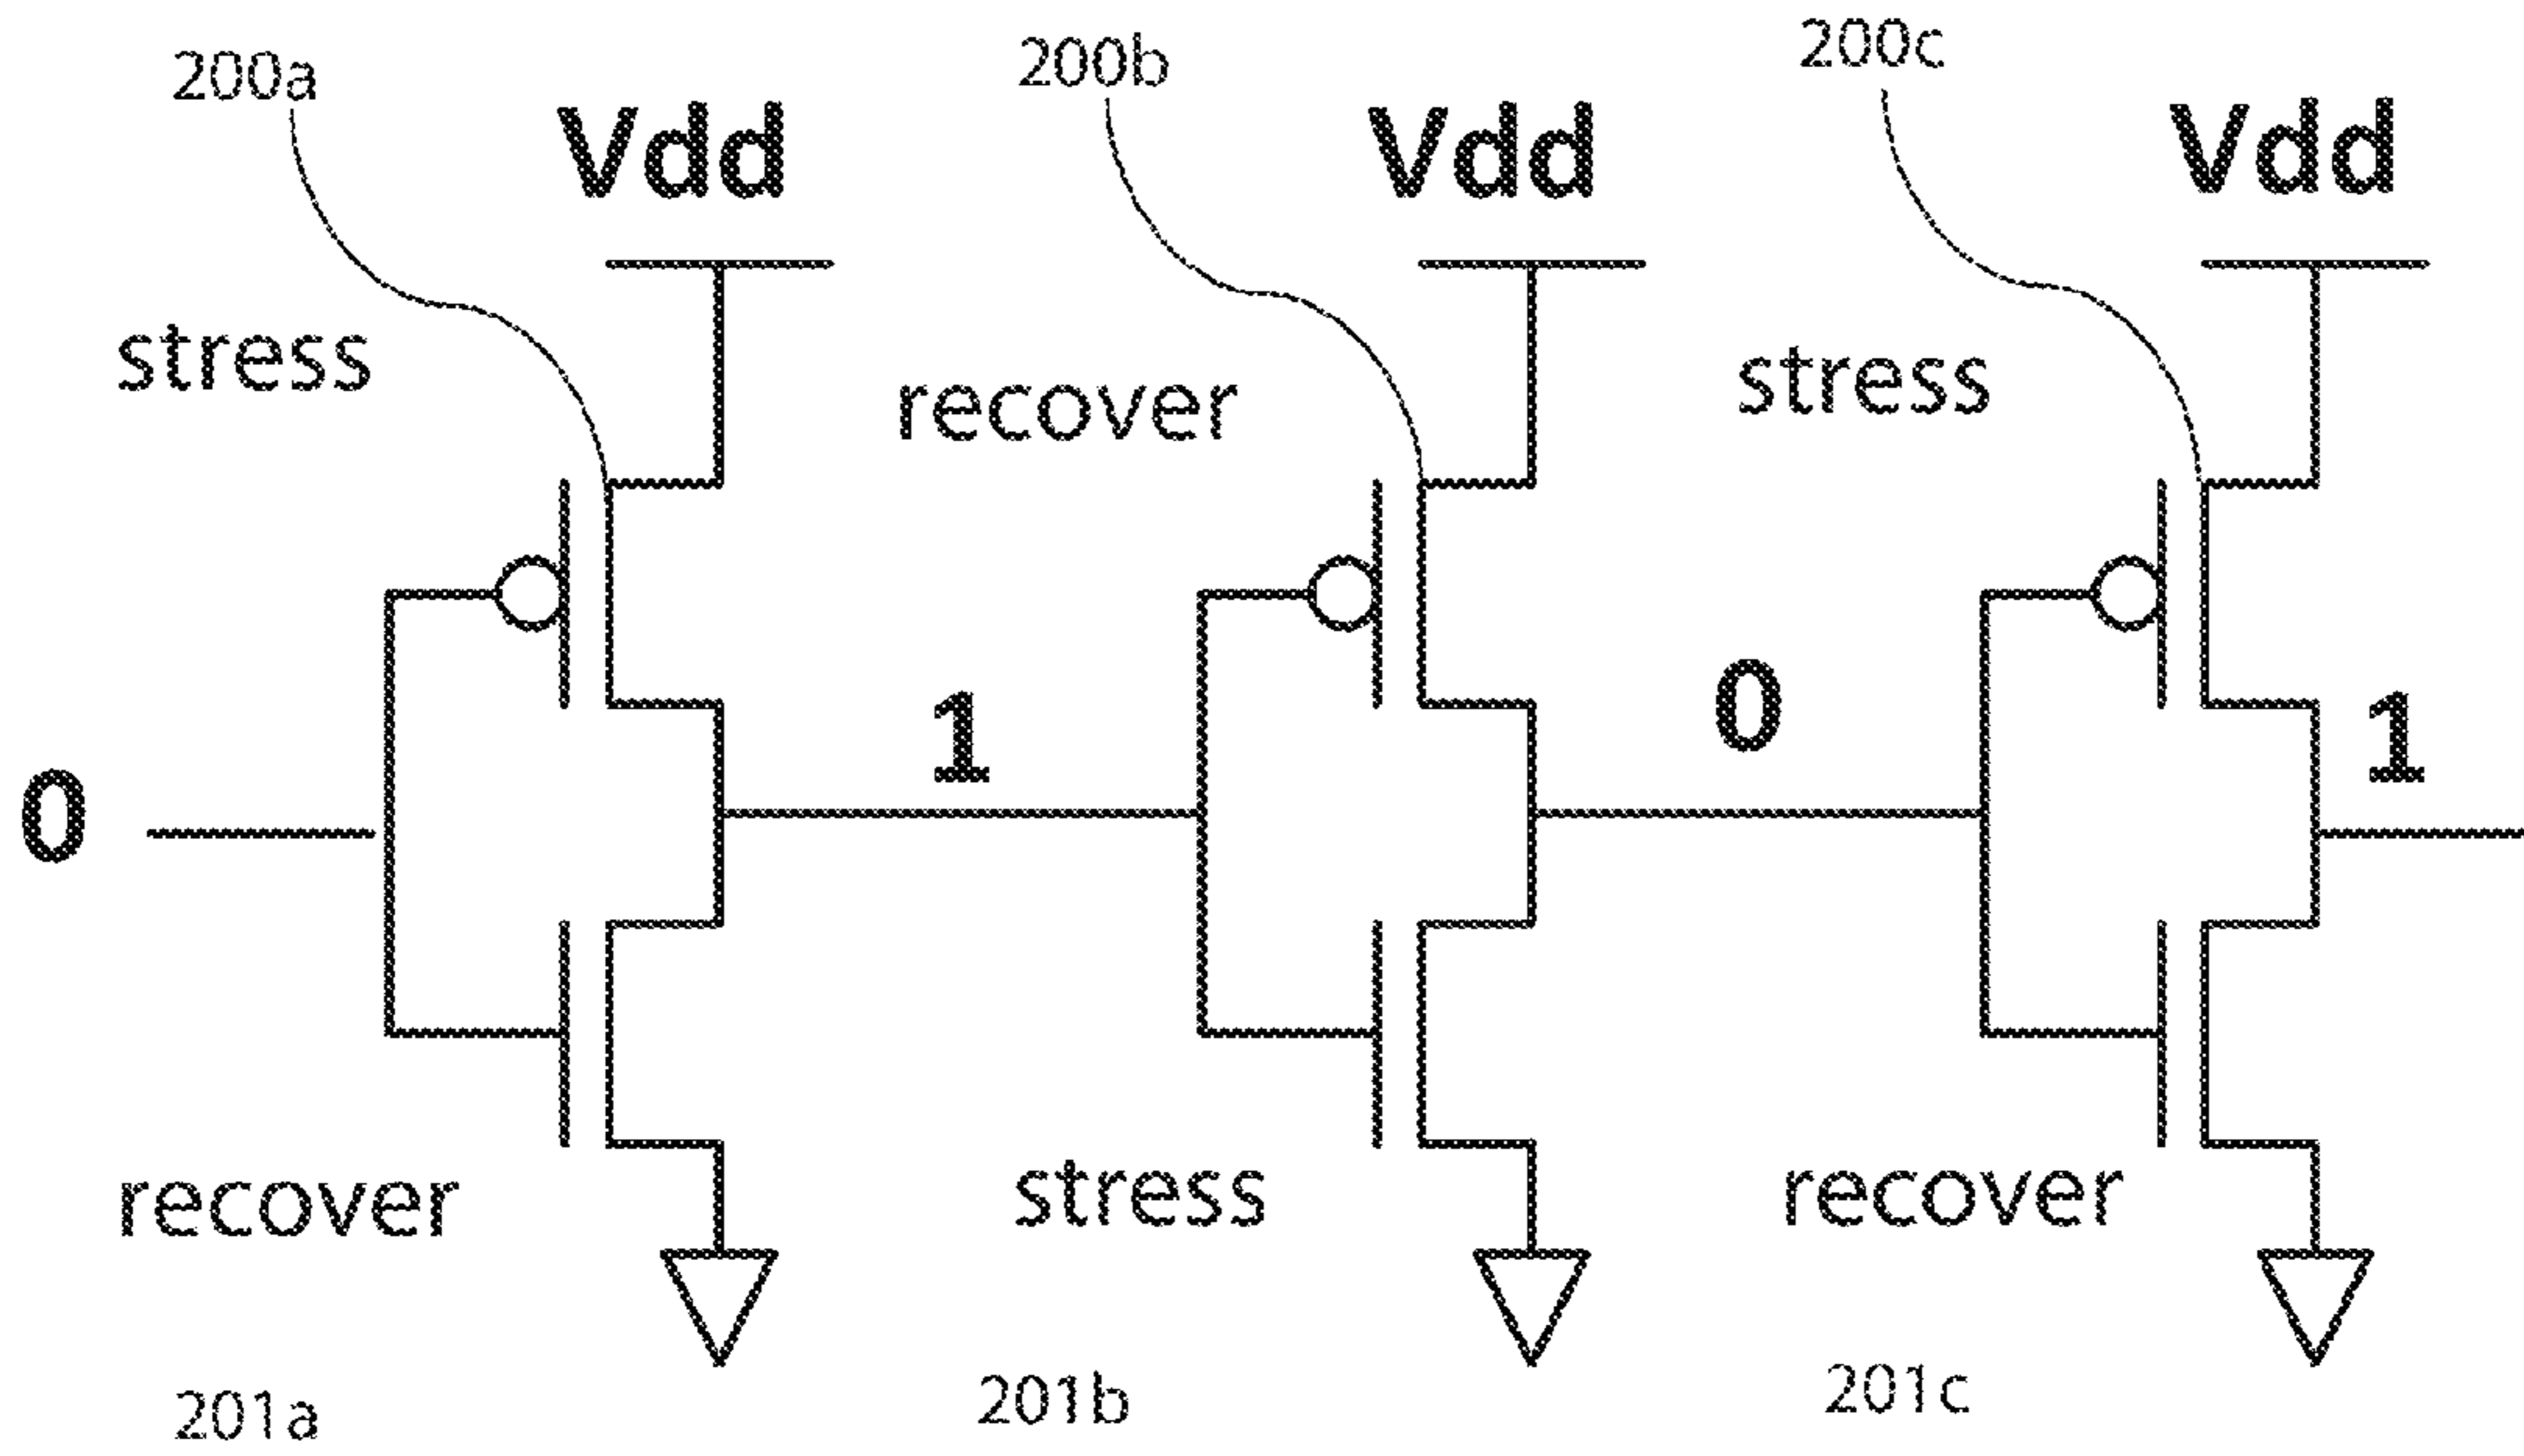 200a
200b
200c
Vdd
Vdd
Vdd
stress
recover
stress
0
1
0
1
recover
stress
recover
201a
201b
201c